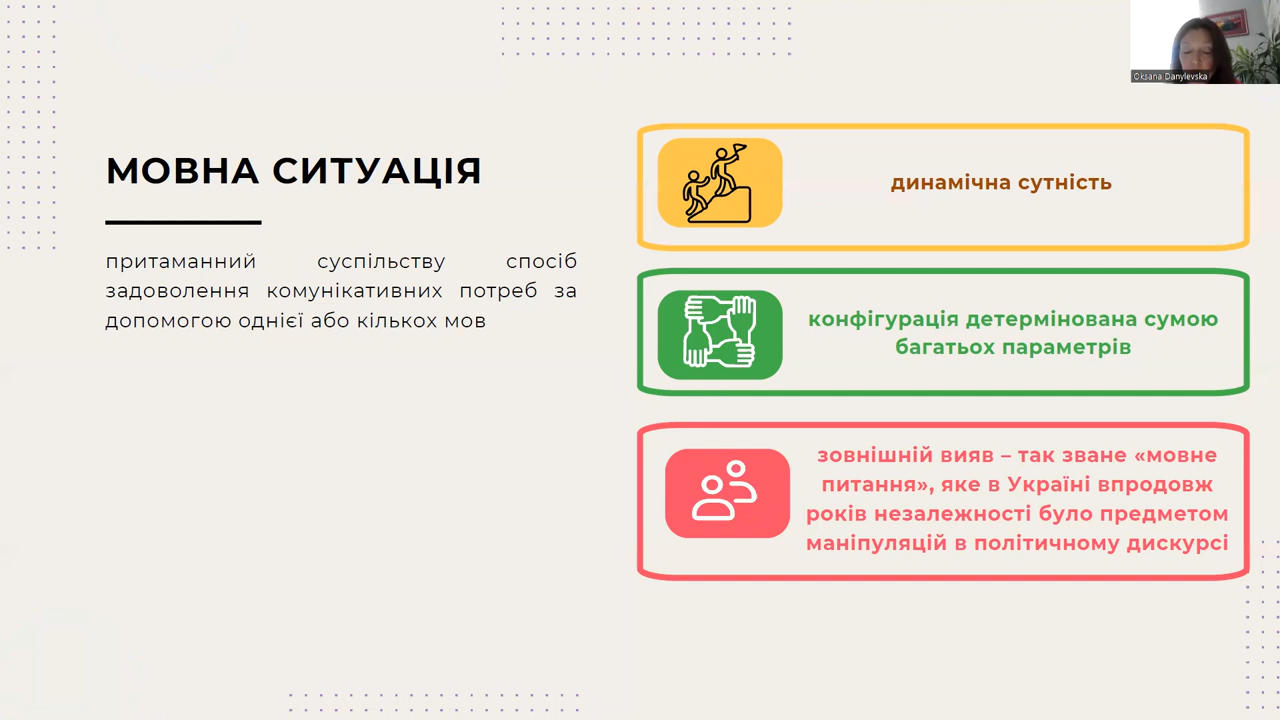 Oksana Danylevska
МОВНА СИТУАЦІЯ
притаманний суспільству спосіб
задоволення комунікативних потреб за
допомогою однієї або кількох мов
динамічна сутність
конфігурація детермінована сумою
багатьох параметрів
зовнішній вияв – так зване «мовне
питання», яке в Україні впродовж
років незалежності було предметом
маніпуляцій в політичному дискурсі